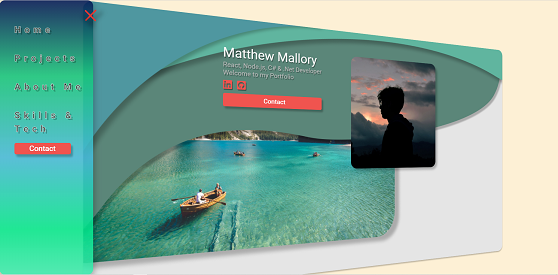 Home
Projects
About Me
Skills &
Tech
Contact
Matthew Mallory
React, Node.js, C# & .Net Developer
Welcome to my Portfolio
Contact